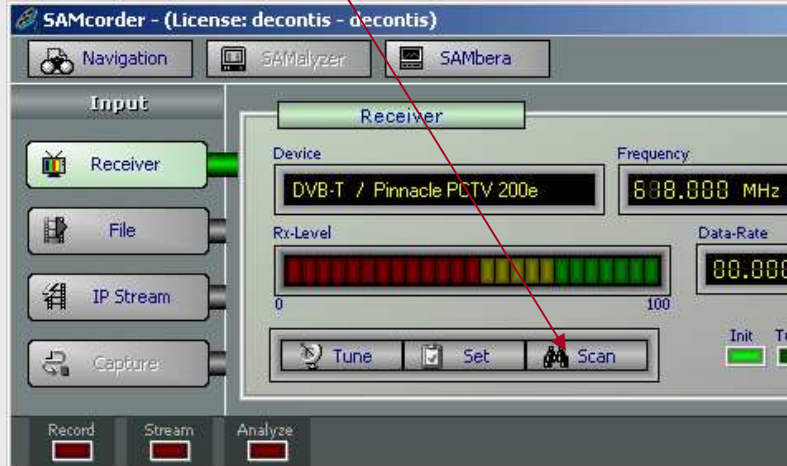 SAMcorder - (License: decontis - decontis)
Navigation
SAMalyzer
SAMbera
Input
Receiver
File
IP Stream
Capture
Receiver
Device
DVB-T / Pinnacle PCTV 200e
Frequency
MHz
Rx-Level
0
100
Data-Rate
00.000
Tune
Set
Scan
Init
Record
Stream
Analyze